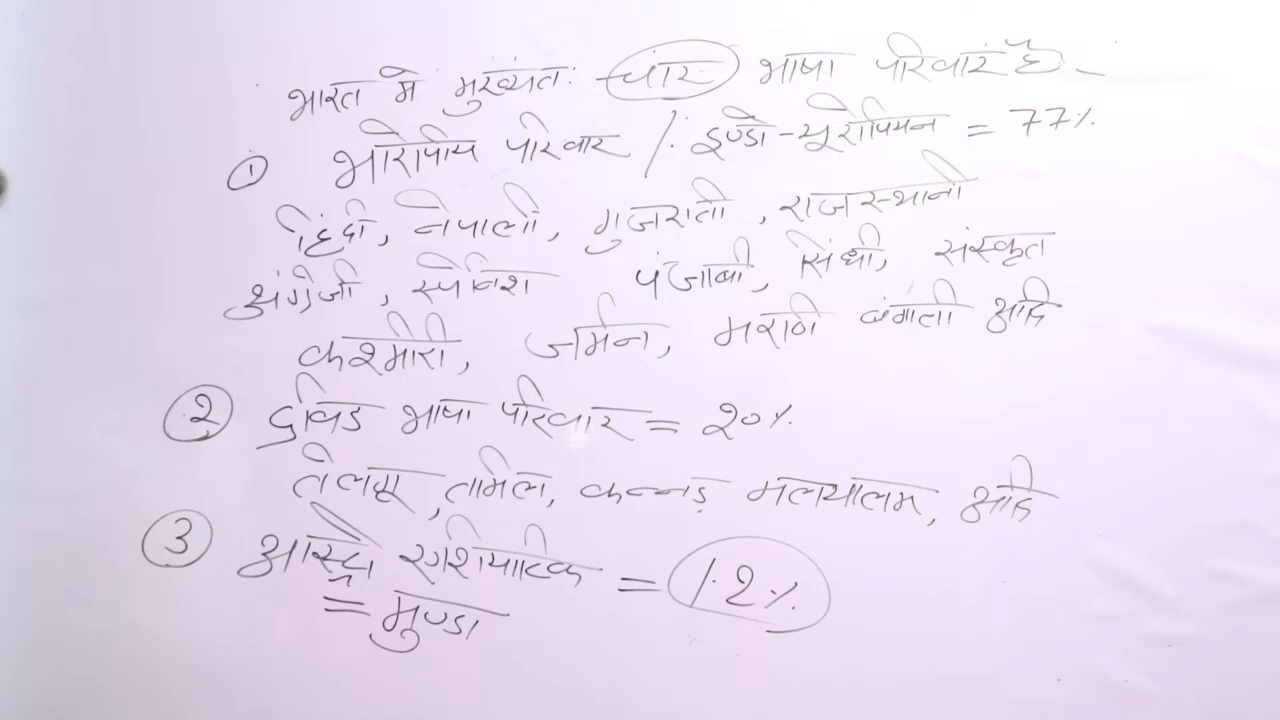 भारत मे मुख्यंतः चार भाषा परिवार है -
① भारोपीय परिवार / इण्डो-यूरोपियन = 77%
हिंदी, नेपाली, गुजराती, राजस्थानी
अंग्रेजी, स्पेनिश पंजाबी, सिंधी, संस्कृत
कश्मीरी, जर्मन, मराठी बंगाली आदि
② द्रविड भाषा परिवार = 20%
तेलगू, तमिल, कन्नड़ मलयालम, आदि
③ आस्ट्रो एशियाटिक = 1.2%
= मुण्डा